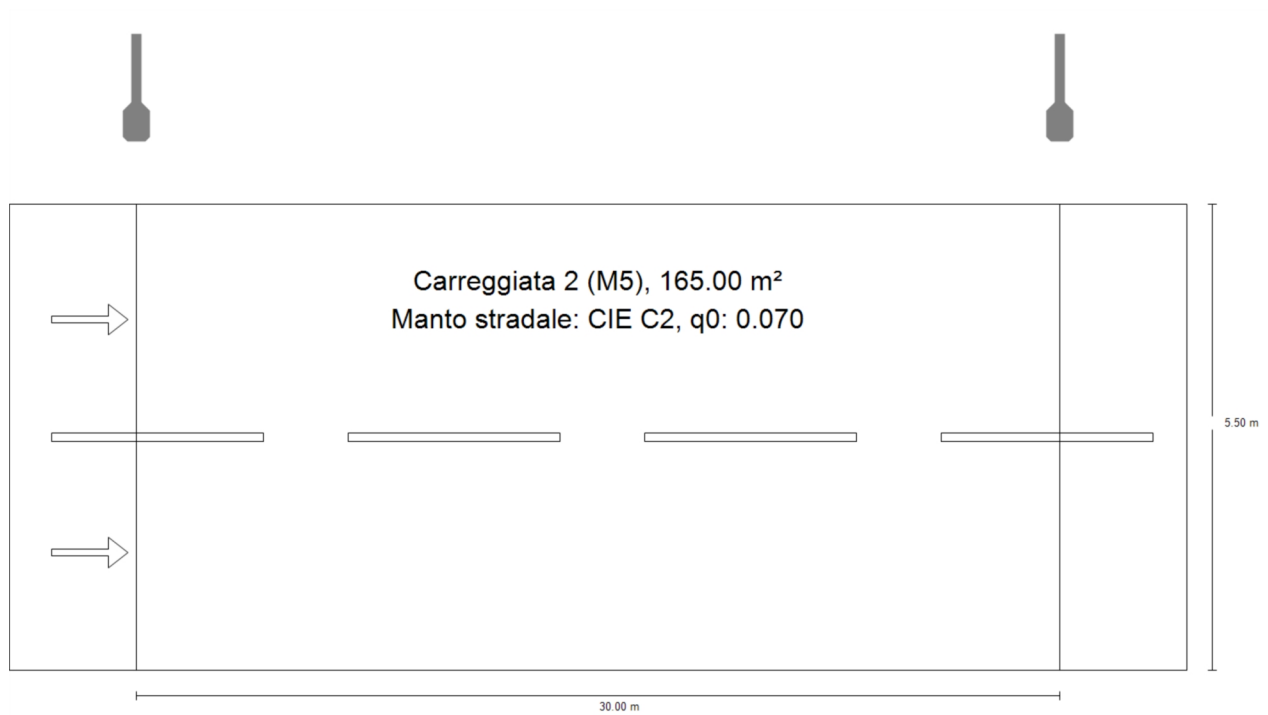 Carreggiata 2 (M5), 165.00 m²
Manto stradale: CIE C2, q0: 0.070
5.50 m
30.00 m